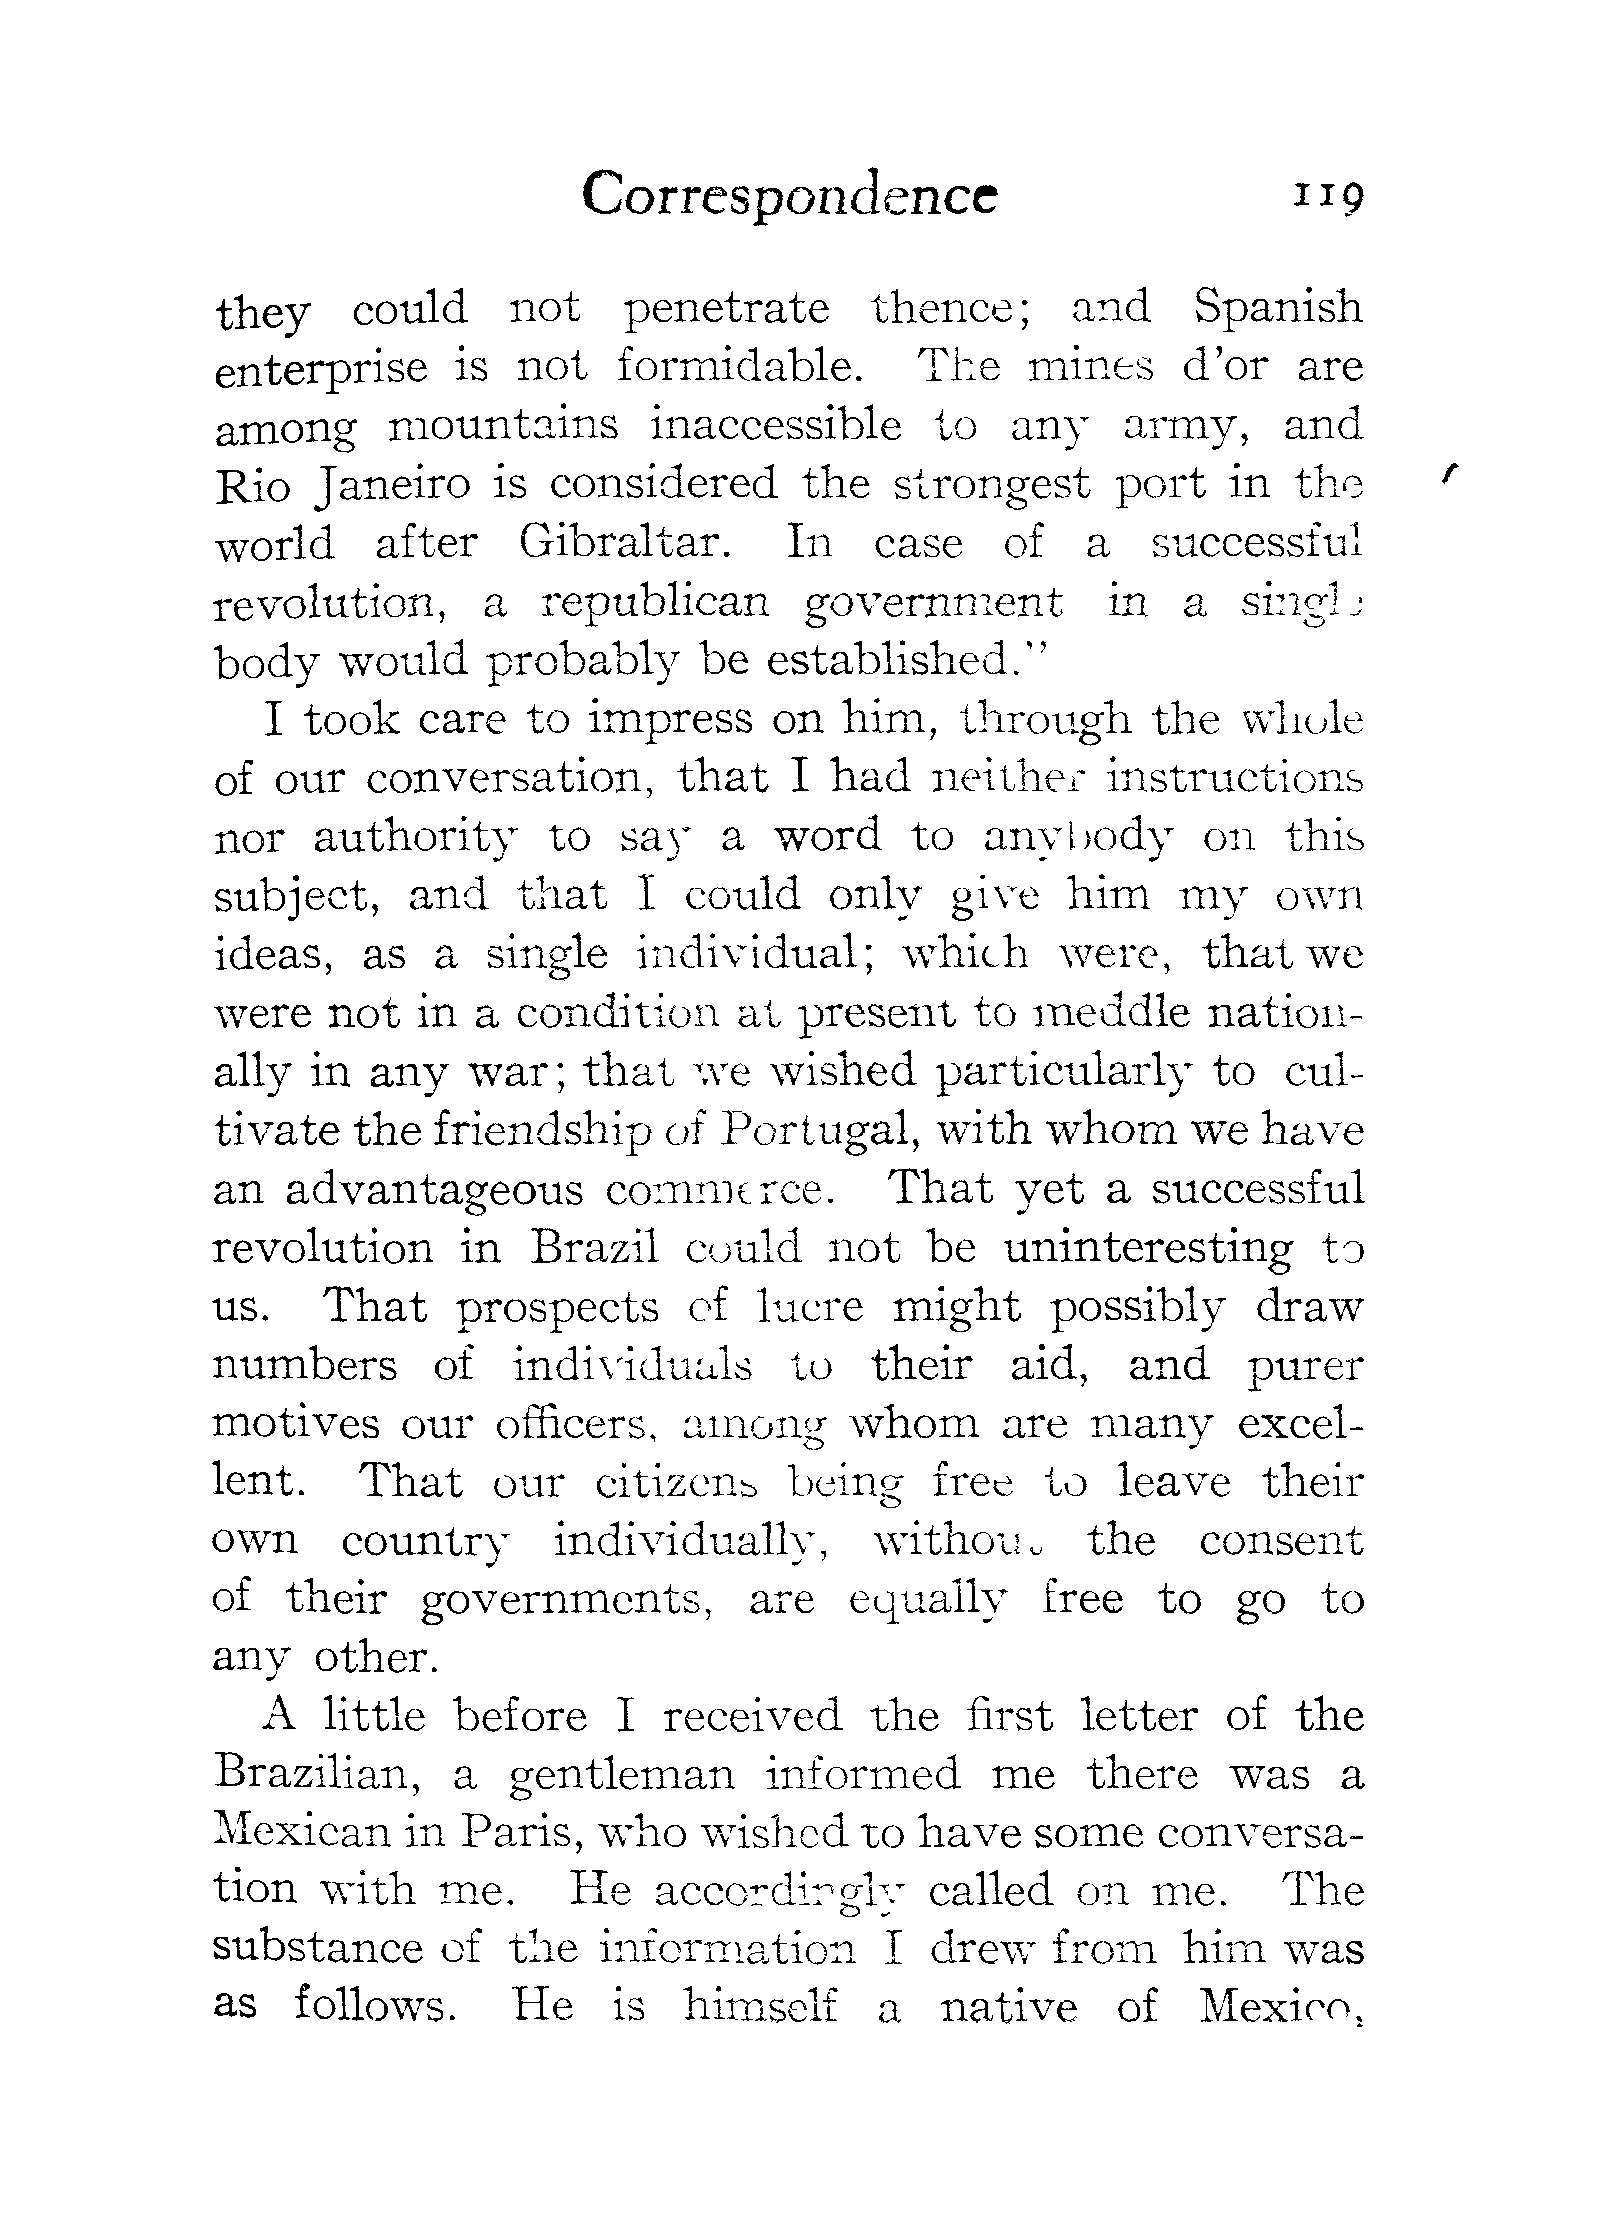 Correspondence 119
they could not penetrate thence; and Spanish
enterprise is not formidable. The mines d'or are
among mountains inaccessible to any army, and
Rio Janeiro is considered the strongest port in the
world after Gibraltar. In case of a successful
revolution, a republican government in a single
body would probably be established."
I took care to impress on him, through the whole
of our conversation, that I had neither instructions
nor authority to say a word to anybody on this
subject, and that I could only give him my own
ideas, as a single individual; which were, that we
were not in a condition at present to meddle nation-
ally in any war; that we wished particularly to cul-
tivate the friendship of Portugal, with whom we have
an advantageous commerce. That yet a successful
revolution in Brazil could not be uninteresting to
us. That prospects of lucre might possibly draw
numbers of individuals to their aid, and purer
motives our officers, among whom are many excel-
lent. That our citizens being free to leave their
own country individually, without the consent
of their governments, are equally free to go to
any other.
A little before I received the first letter of the
Brazilian, a gentleman informed me there was a
Mexican in Paris, who wished to have some conversa-
tion with me. He accordingly called on me. The
substance of the information I drew from him was
as follows. He is himself a native of Mexico,